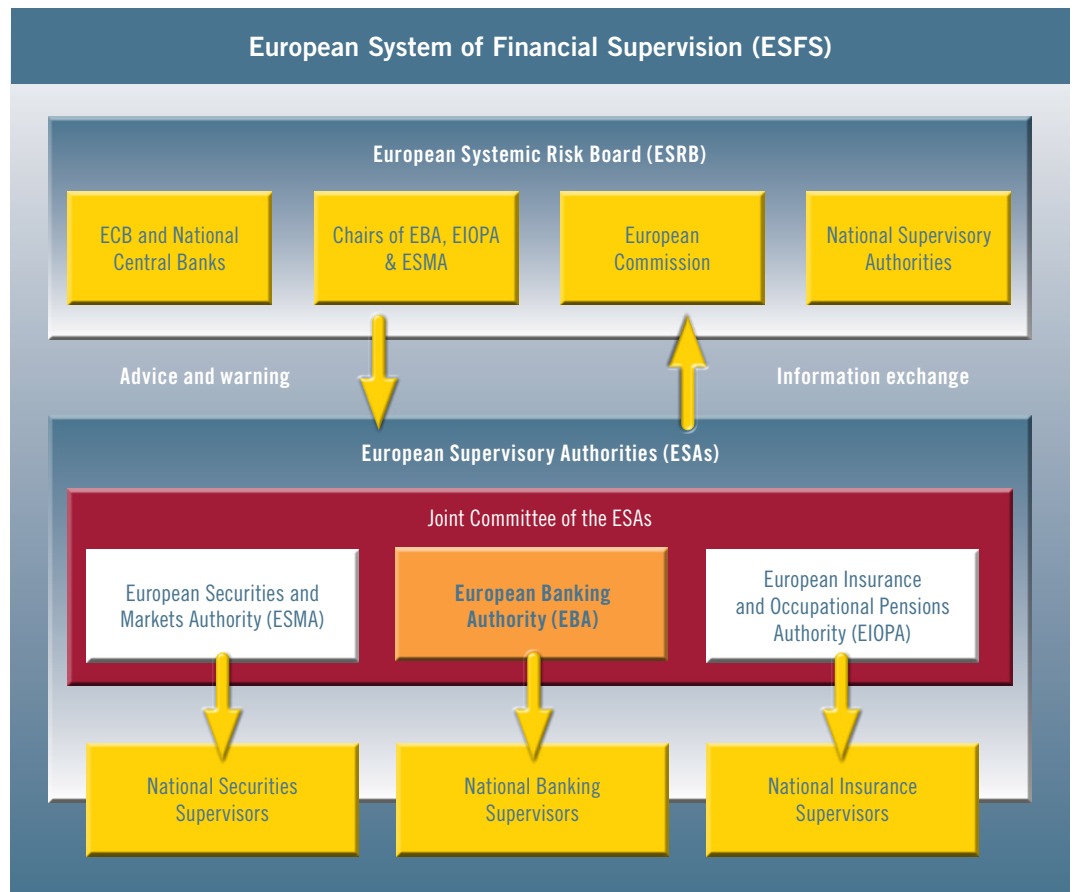 European System of Financial Supervision (ESFS)
European Systemic Risk Board (ESRB)
ECB and National
Central Banks
Chairs of EBA, EIOPA
& ESMA
European
Commission
National Supervisory
Authorities
Advice and warning
Information exchange
European Supervisory Authorities (ESAs)
Joint Committee of the ESAs
European Securities and
Markets Authority (ESMA)
European Banking
Authority (EBA)
European Insurance
and Occupational Pensions
Authority (EIOPA)
National Securities
Supervisors
National Banking
Supervisors
National Insurance
Supervisors